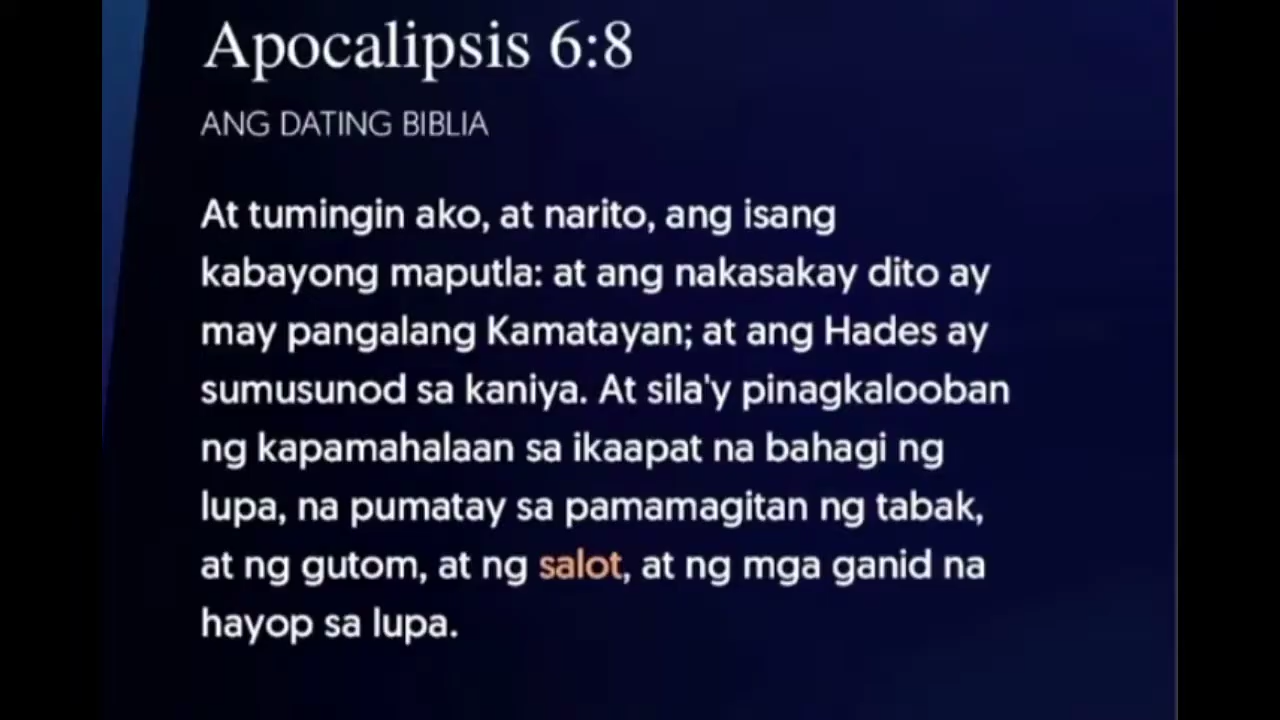 Apocalipsis 6:8
ANG DATING BIBLIA
At tumingin ako, at narito, ang isang
kabayong maputla: at ang nakasakay dito ay
may pangalang Kamatayan; at ang Hades ay
sumusunod sa kaniya. At sila'y pinagkalooban
ng kapamahalaan sa ikaapat na bahagi ng
lupa, na pumatay sa pamamagitan ng tabak,
at ng gutom, at ng salot, at ng mga ganid na
hayop sa lupa.